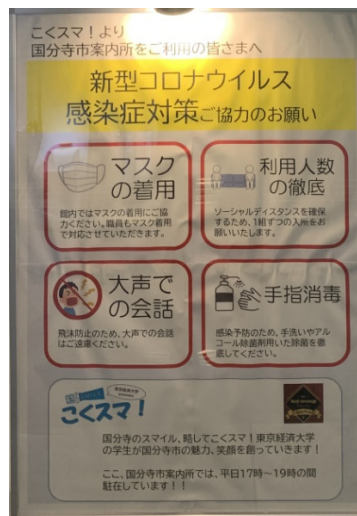 こくスマ！より
国分寺市案内所をご利用の皆さまへ
新型コロナウイルス
感染症対策ご協力のお願い
マスク
の着用
館内ではマスクの着用にご協
力ください。職員もマスク着用
で対応させていただきます。
利用人数
の徹底
ソーシャルディスタンスを確保
するため、1組ずつの入所をお
願いいたします。
大声で
の会話
飛沫防止のため、大声での会話
はご遠慮ください。
手指消毒
感染予防のため、手洗いやアル
コール除菌剤用いた除菌を徹
底してください。
東京経済大学
こくスマ！
国分寺のスマイル、略してこくスマ！東京経済大学
の学生が国分寺市の魅力、笑顔を創っていきます！
ここ、国分寺市案内所では、平日17時～19時の間
駐在しています！！